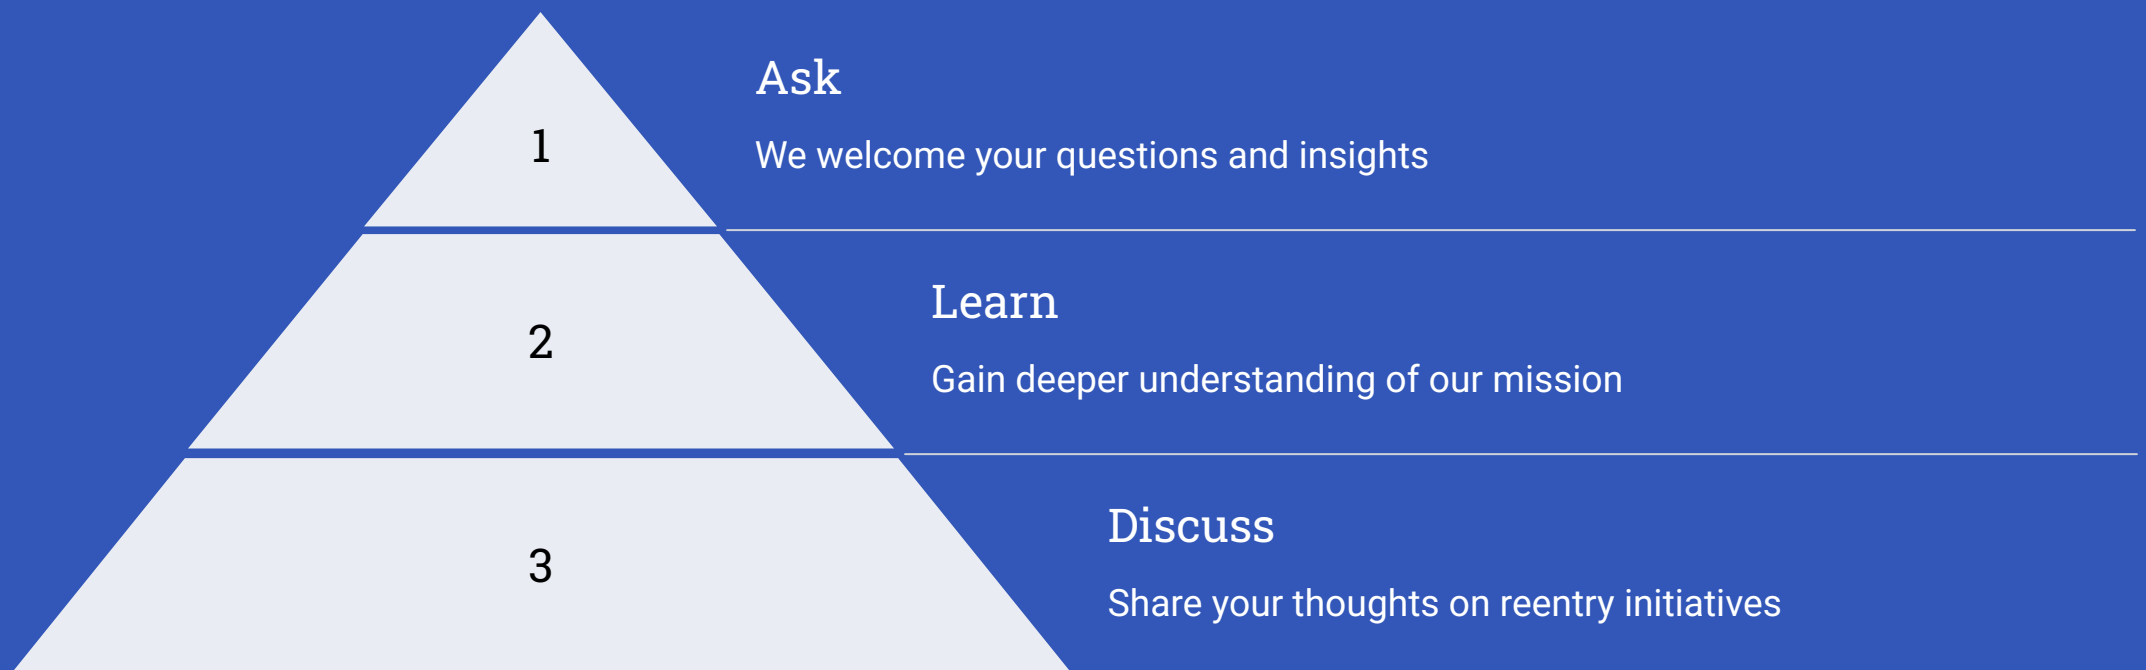 1
Ask
We welcome your questions and insights
2
Learn
Gain deeper understanding of our mission
3
Discuss
Share your thoughts on reentry initiatives